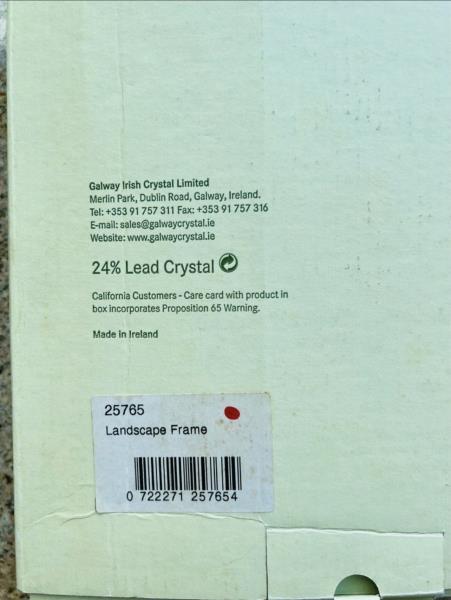 Galway Irish Crystal Limited
Merlin Park, Dublin Road, Galway, Ireland.
Tel: +353 91 757 311 Fax: +353 91 757 316
E-mail: sales@galwaycrystal.ie
Website: www.galwaycrystal.ie
24% Lead Crystal
California Customers - Care card with product in
box incorporates Proposition 65 Warning.
Made in Ireland
25765
Landscape Frame
0 722271 257654